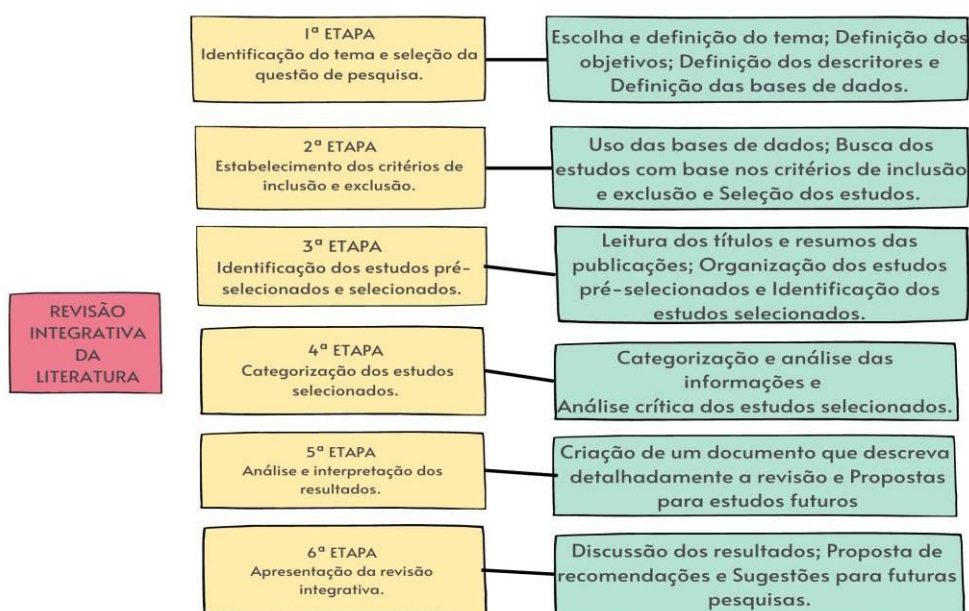 1ª ETAPA
Identificação do tema e seleção da
questão de pesquisa.
Escolha e definição do tema; Definição dos
objetivos; Definição dos descritores e
Definição das bases de dados.
2ª ETAPA
Estabelecimento dos critérios de
inclusão e exclusão.
Uso das bases de dados; Busca dos
estudos com base nos critérios de inclusão
e exclusão e Seleção dos estudos.
3ª ETAPA
Identificação dos estudos pré-
selecionados e selecionados.
Leitura dos títulos e resumos das
publicações; Organização dos estudos
pré-selecionados e Identificação dos
estudos selecionados.
REVISÃO
INTEGRATIVA
DA
LITERATURA
4ª ETAPA
Categorização dos estudos
selecionados.
Categorização e análise das
informações e
Análise crítica dos estudos selecionados.
5ª ETAPA
Análise e interpretação dos
resultados.
Criação de um documento que descreva
detalhadamente a revisão e Propostas
para estudos futuros
6ª ETAPA
Apresentação da revisão
integrativa.
Discussão dos resultados; Proposta de
recomendações e Sugestões para futuras
pesquisas.